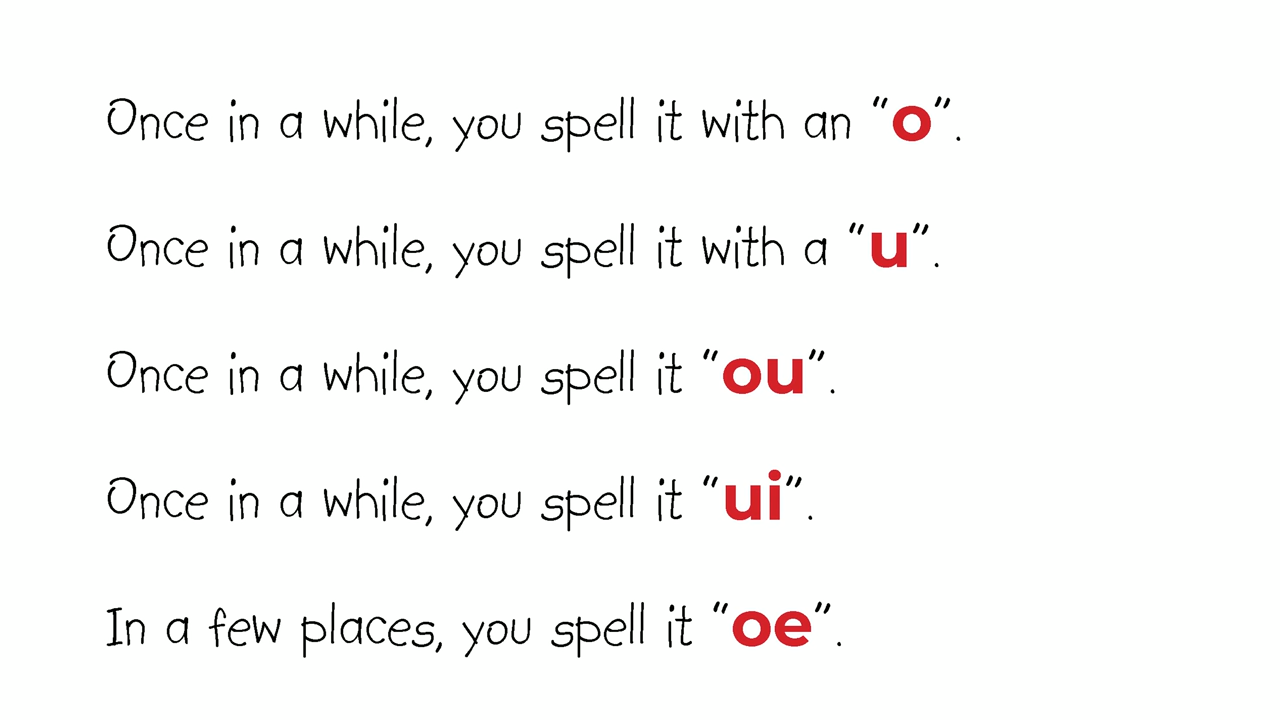 Once in a while, you spell it with an “o”.
Once in a while, you spell it with a “u”.
Once in a while, you spell it “ou”.
Once in a while, you spell it “ui”.
In a few places, you spell it “oe”.